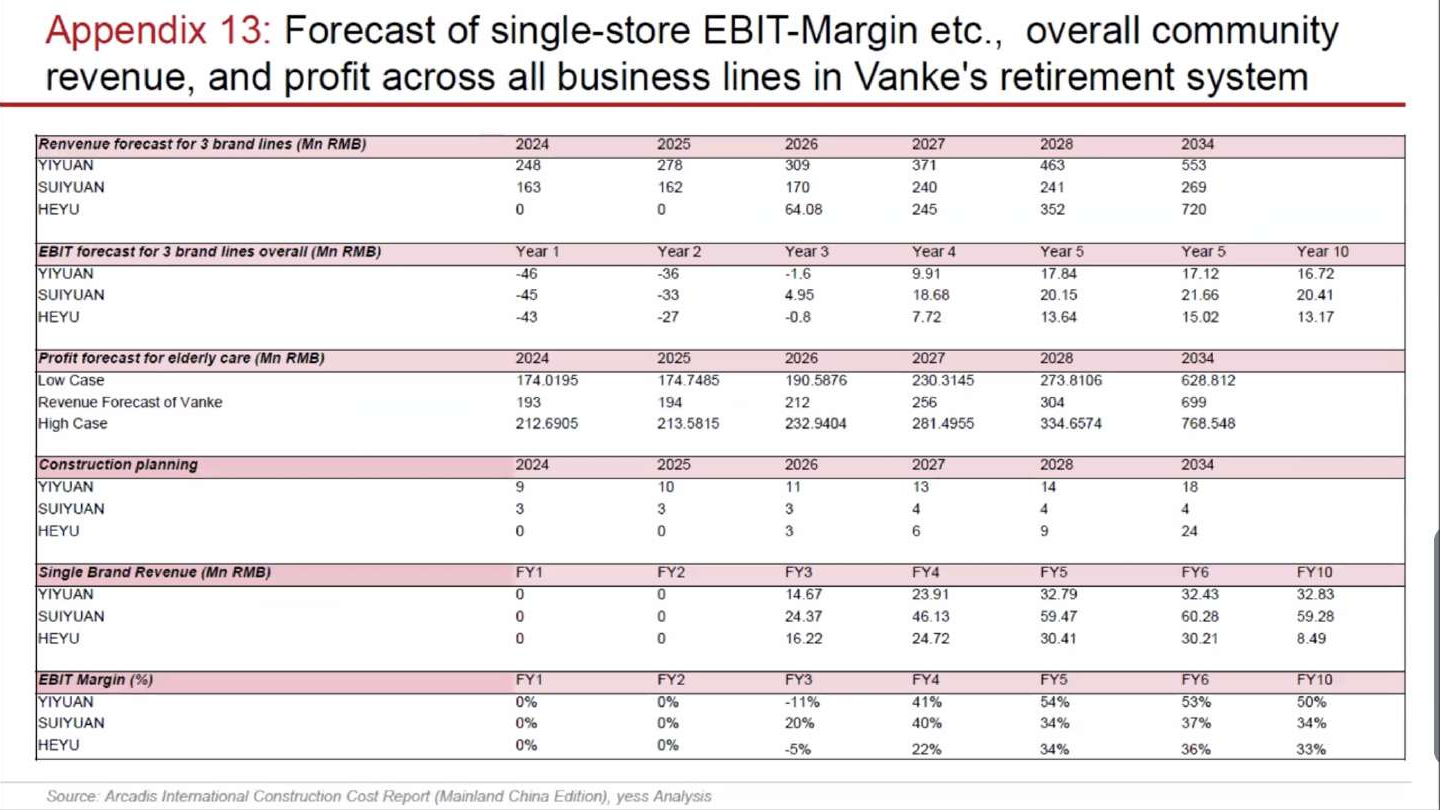 Appendix 13: Forecast of single-store EBIT-Margin etc., overall community
revenue, and profit across all business lines in Vanke's retirement system
Renvenue forecast for 3 brand lines (Mn RMB) 2024 2025 2026 2027 2028 2034
YIYUAN 248 278 309 371 463 553
SUIYUAN 163 162 170 240 241 269
HEYU 0 0 64.08 245 352 720
EBIT forecast for 3 brand lines overall (Mn RMB) Year 1 Year 2 Year 3 Year 4 Year 5 Year 5 Year 10
YIYUAN -46 -36 -1.6 9.91 17.84 17.12 16.72
SUIYUAN -45 -33 4.95 18.68 20.15 21.66 20.41
HEYU -43 -27 -0.8 7.72 13.64 15.02 13.17
Profit forecast for elderly care (Mn RMB) 2024 2025 2026 2027 2028 2034
Low Case 174.0195 174.7485 190.5876 230.3145 273.8106 628.812
Revenue Forecast of Vanke 193 194 212 256 304 699
High Case 212.6905 213.5815 232.9404 281.4955 334.6574 768.548
Construction planning 2024 2025 2026 2027 2028 2034
YIYUAN 9 10 11 13 14 18
SUIYUAN 3 3 3 4 4 4
HEYU 0 0 3 6 9 24
Single Brand Revenue (Mn RMB) FY1 FY2 FY3 FY4 FY5 FY6 FY10
YIYUAN 0 0 14.67 23.91 32.79 32.43 32.83
SUIYUAN 0 0 24.37 46.13 59.47 60.28 59.28
HEYU 0 0 16.22 24.72 30.41 30.21 8.49
EBIT Margin (%) FY1 FY2 FY3 FY4 FY5 FY6 FY10
YIYUAN 0% 0% -11% 41% 54% 53% 50%
SUIYUAN 0% 0% 20% 40% 34% 37% 34%
HEYU 0% 0% -5% 22% 34% 36% 33%
Source: Arcadis International Construction Cost Report (Mainland China Edition), yess Analysis